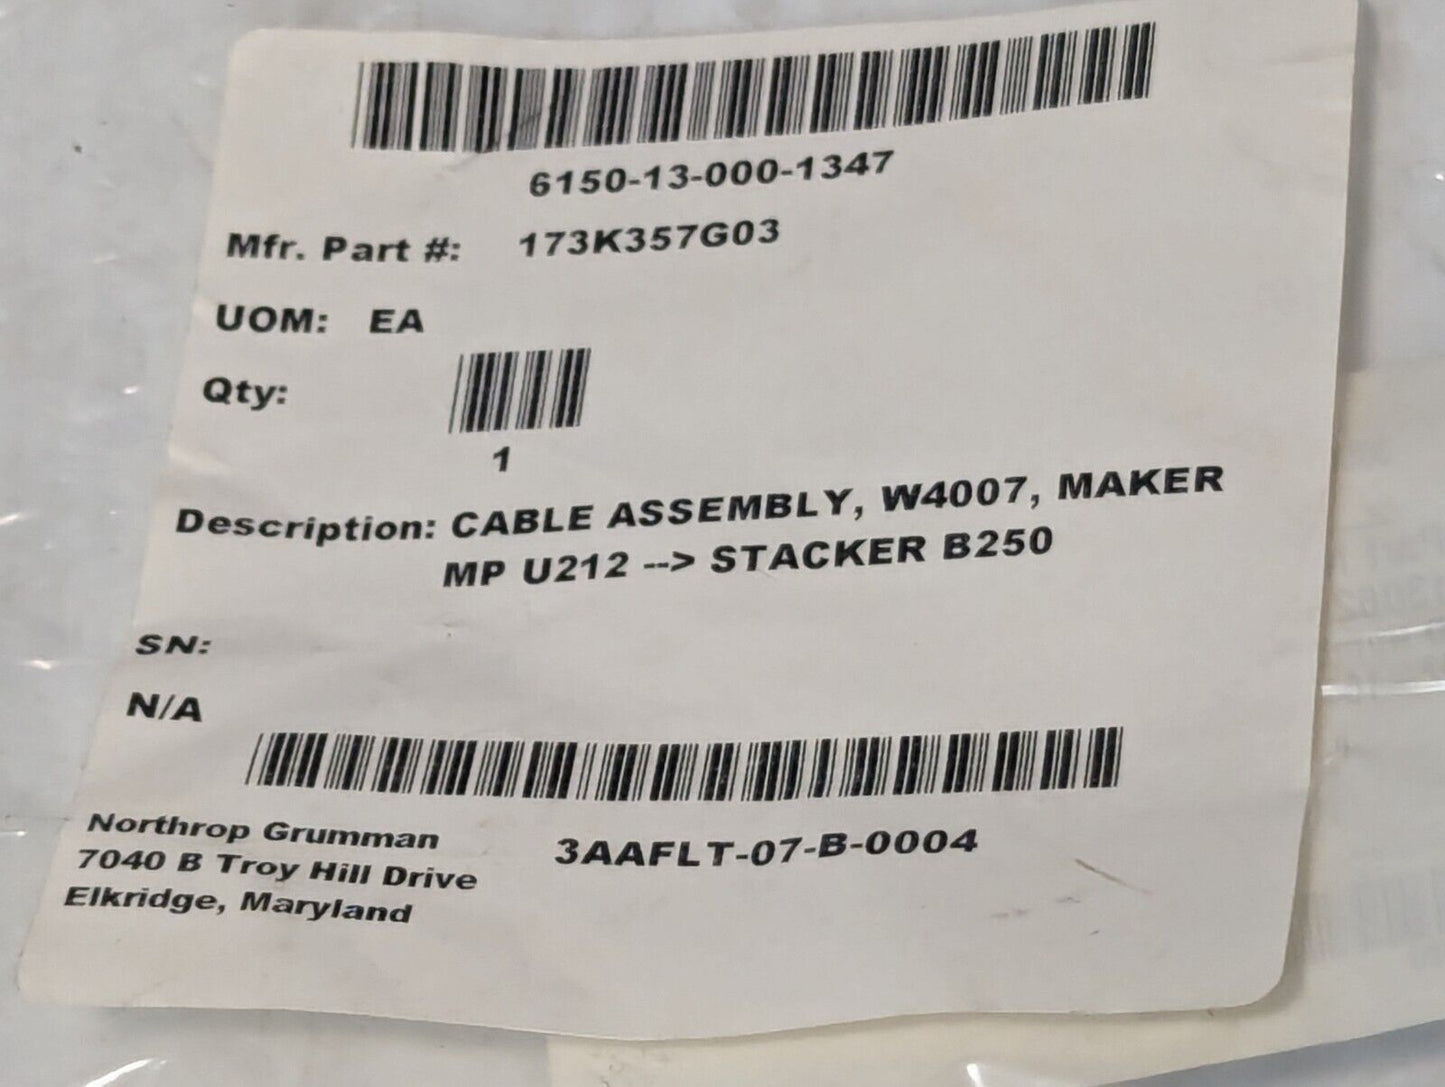 6150-13-000-1347
Mfr. Part #: 173K357G03
UOM: EA
Qty:
1
Description: CABLE ASSEMBLY, W4007, MAKER
MP U212 --> STACKER B250
SN:
N/A
Northrop Grumman
7040 B Troy Hill Drive
Elkridge, Maryland
3AAFLT-07-B-0004